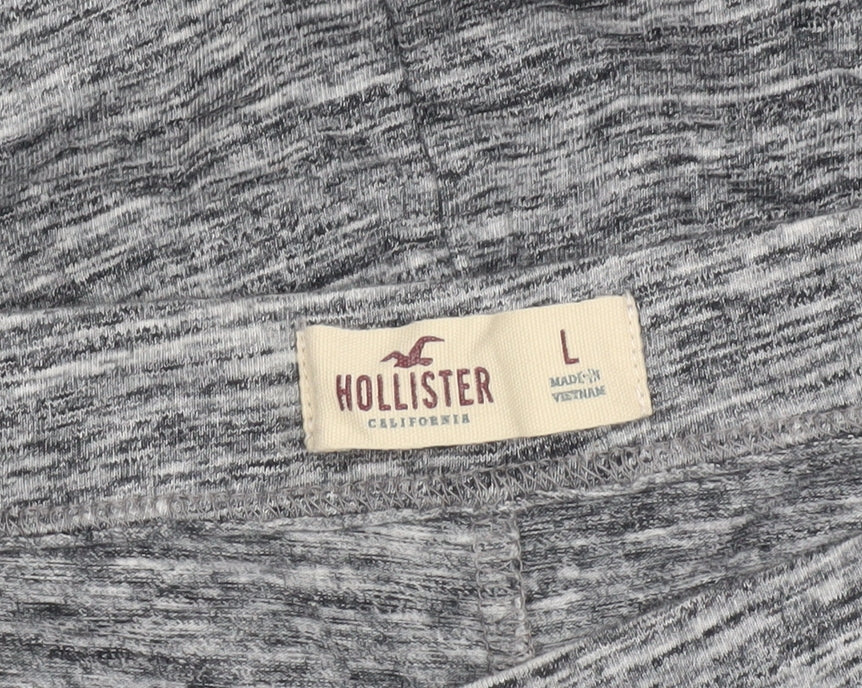 HOLLISTER
CALIFORNIA
L
MADE IN
VIETNAM